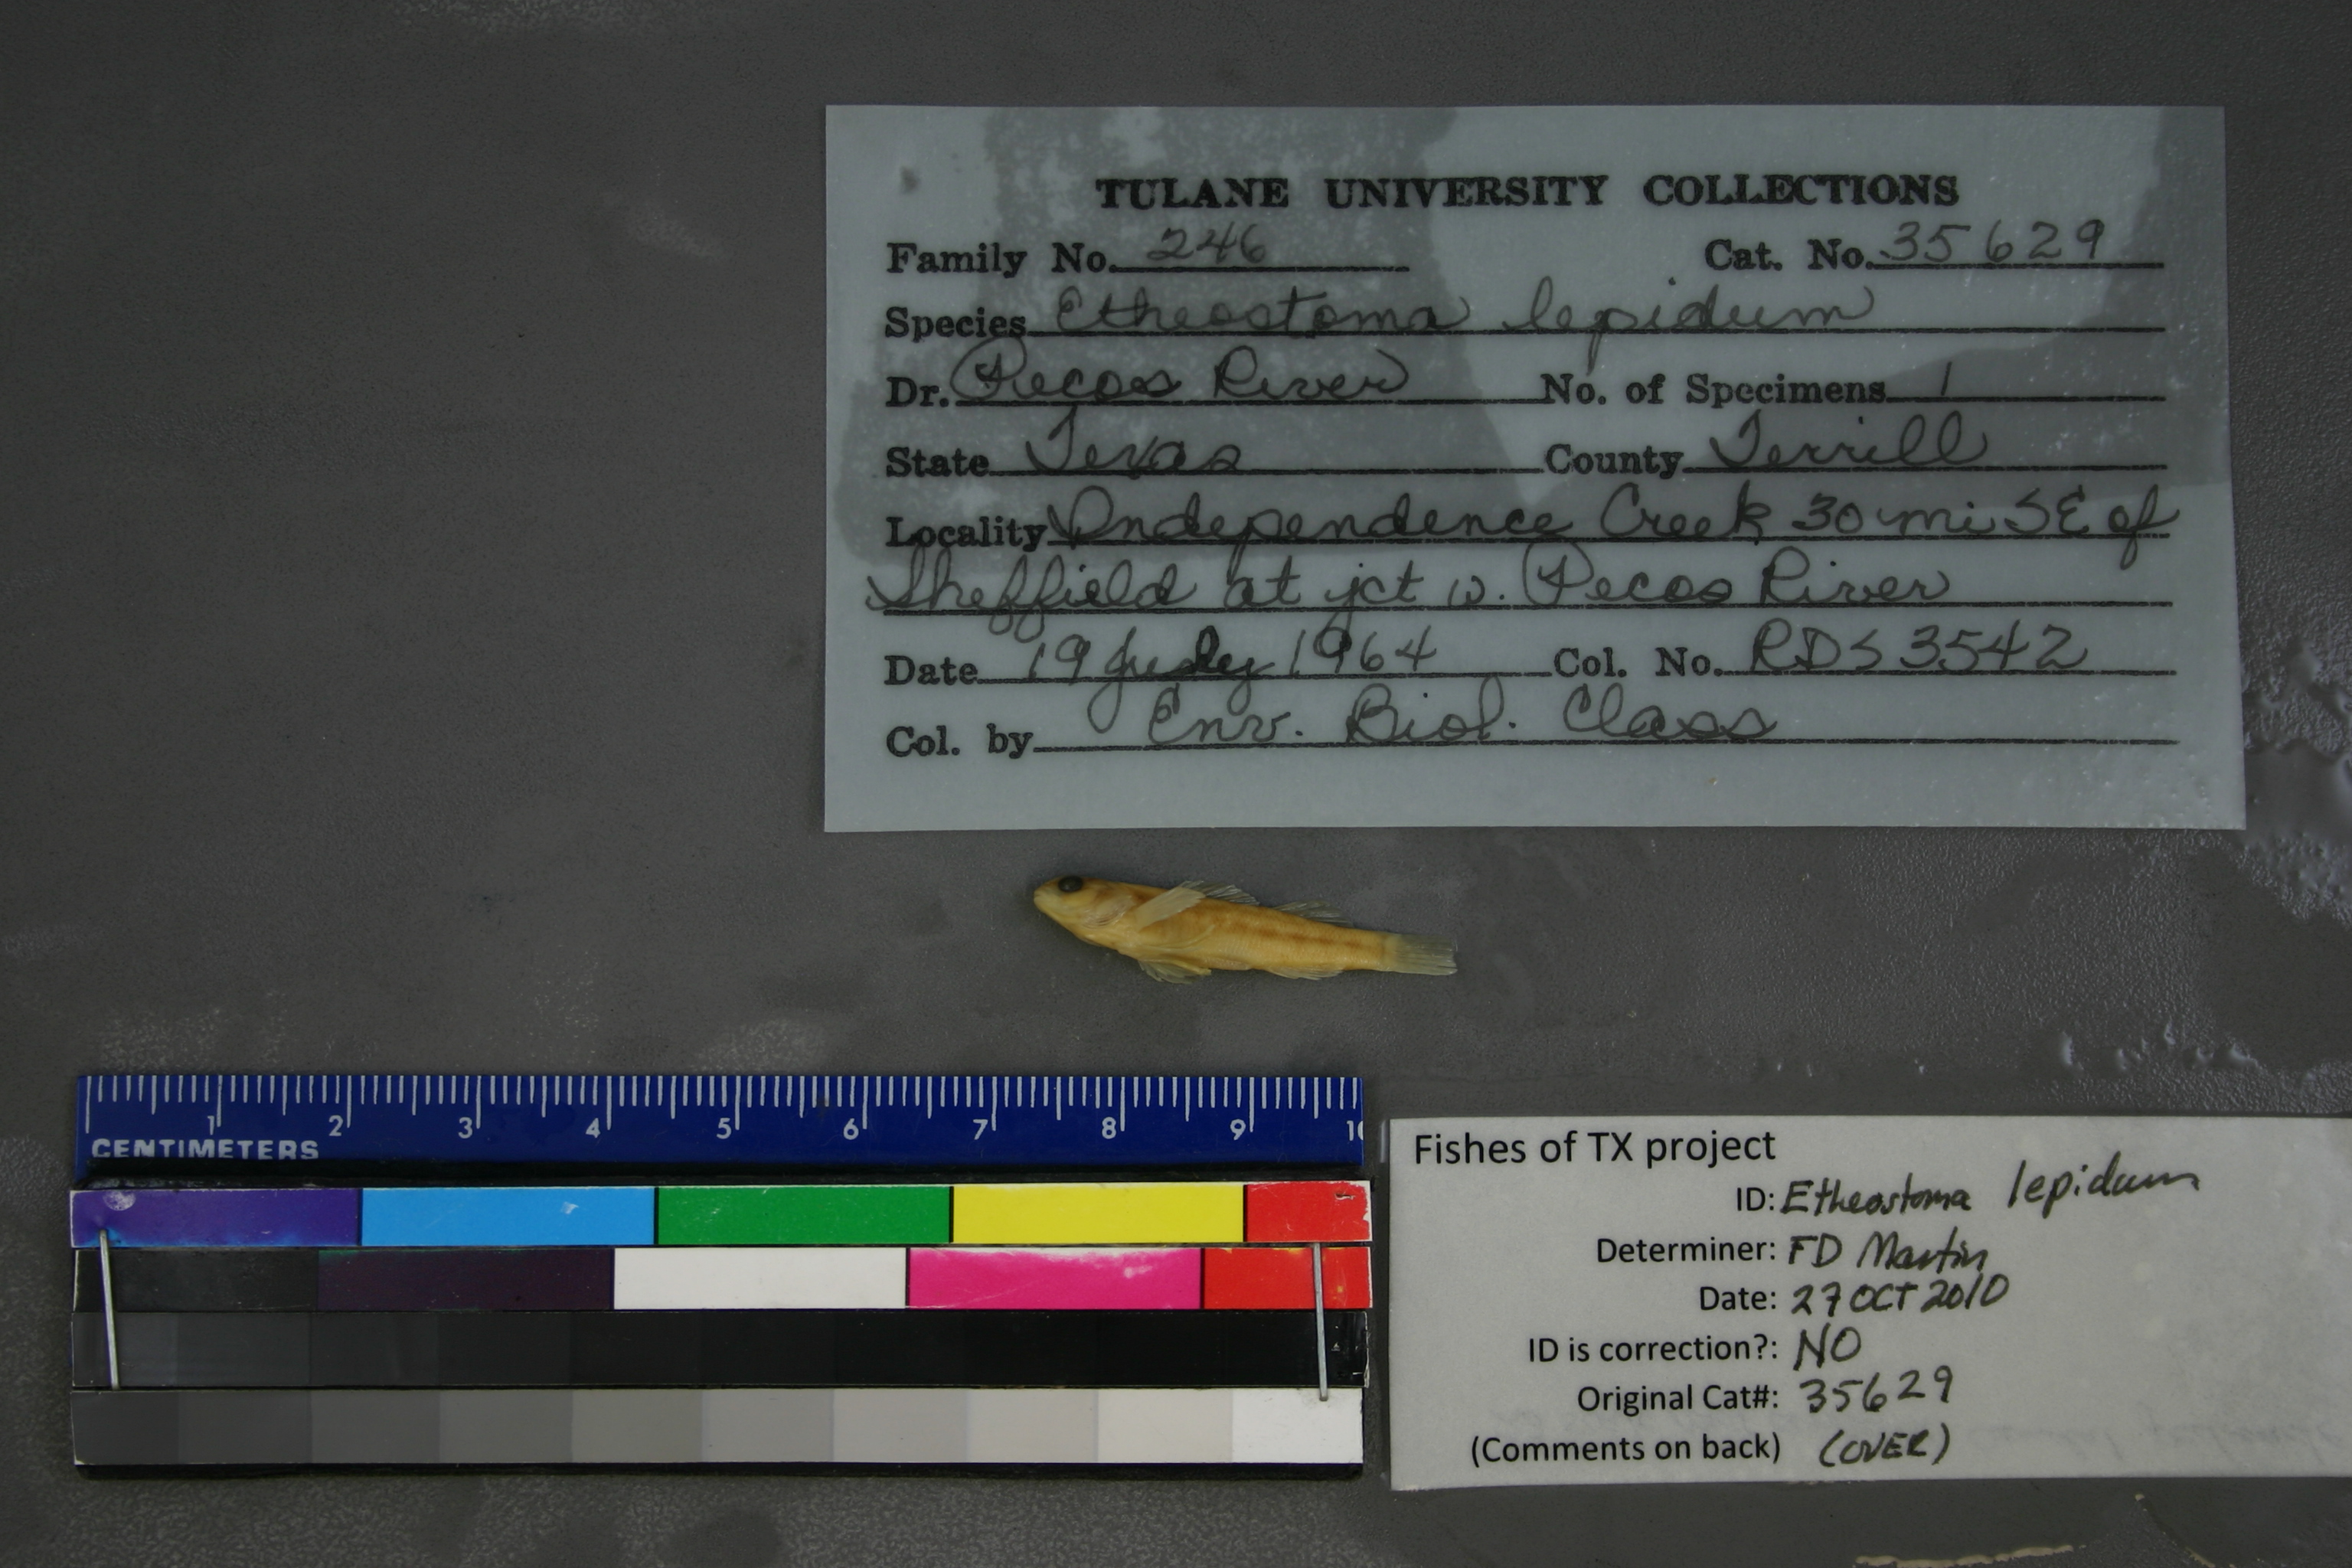 TULANE UNIVERSITY COLLECTIONS
Family No. 246 Cat. No. 35629
Species Etheostoma lepidum
Dr. Pecos River No. of Specimens 1
State Texas County Terrill
Locality Independence Creek 30 mi SE of
Sheffield at jct w. Pecos River
Date 19 July 1964 Col. No. RDS 3542
Col. by Env. Biol. Class
1 2 3 4 5 6 7 8 9 10
CENTIMETERS
Fishes of TX project
ID: Etheostoma lepidum
Determiner: FD Martin
Date: 27 OCT 2010
ID is correction?: NO
Original Cat#: 35629
(Comments on back) (OVER)